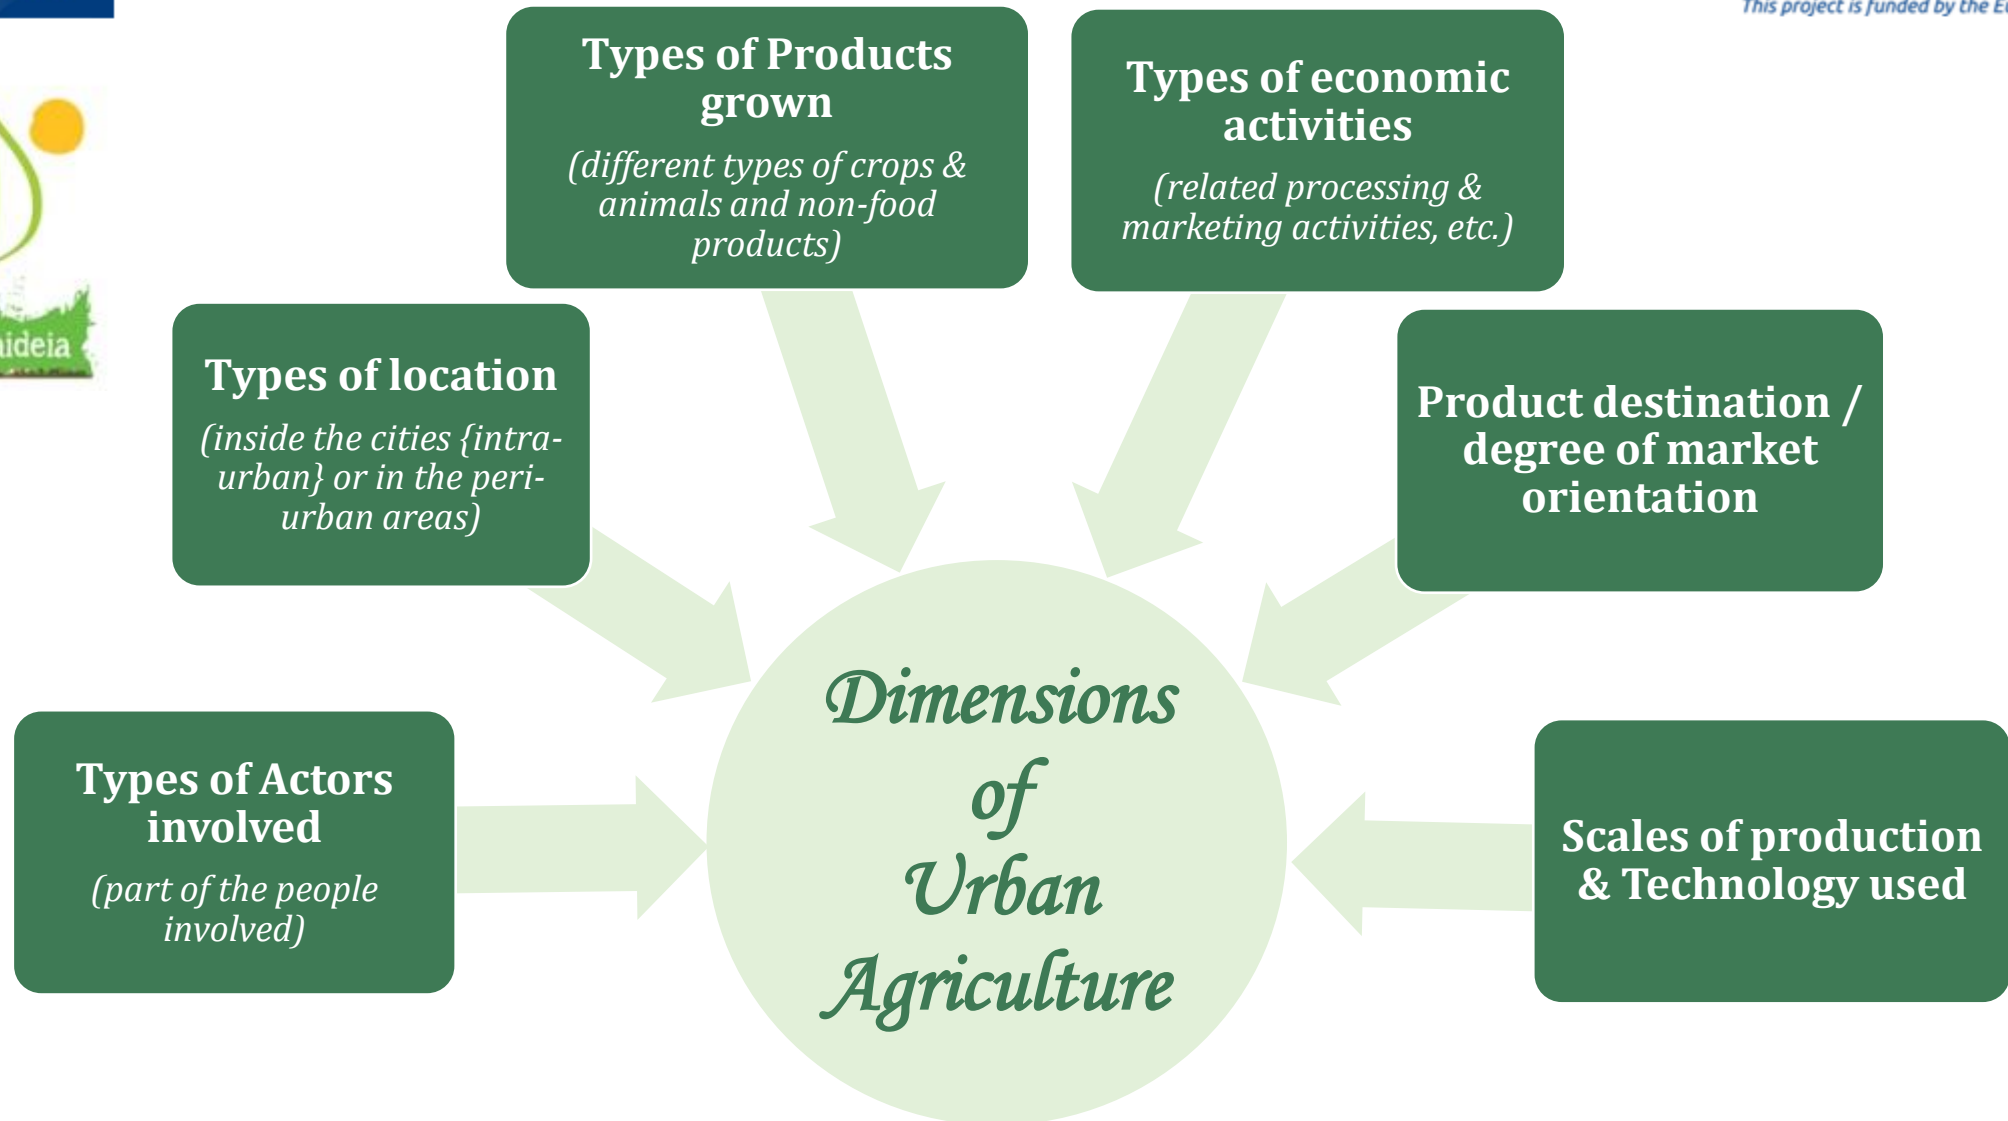 This project is funded by the
Types of Products
grown
(different types of crops &
animals and non-food
products)
Types of economic
activities
(related processing &
marketing activities, etc.)
ideia
Types of location
(inside the cities {intra-
urban} or in the peri-
urban areas)
Product destination /
degree of market
orientation
Types of Actors
involved
(part of the people
involved)
Scales of production
& Technology used
Dimensions
of
Urban
Agriculture